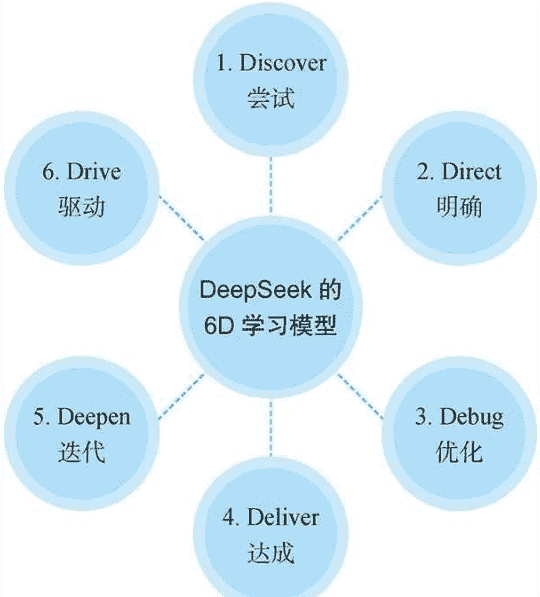 DeepSeek 的
6D 学习模型
1. Discover
尝试
2. Direct
明确
3. Debug
优化
4. Deliver
达成
5. Deepen
迭代
6. Drive
驱动